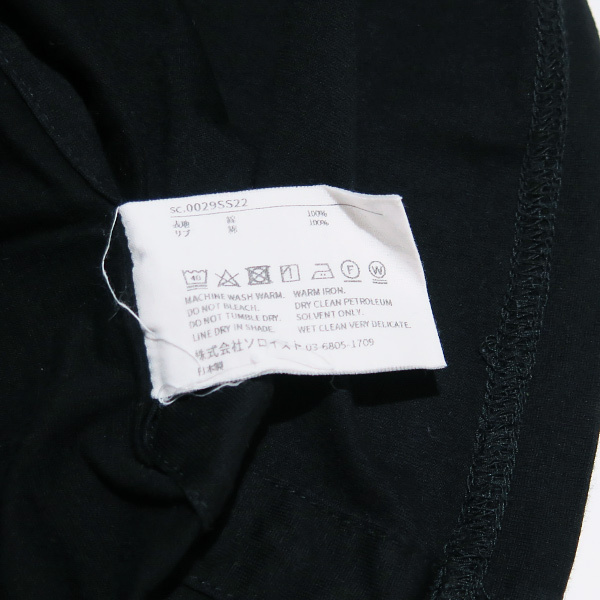 sc.0029SS22
表地 綿 100%
リブ 綿 100%
40 F W
MACHINE WASH WARM. WARM IRON.
DO NOT BLEACH. DRY CLEAN PETROLEUM
DO NOT TUMBLE DRY. SOLVENT ONLY.
LINE DRY IN SHADE. WET CLEAN VERY DELICATE.
株式会社ソロイスト 03-6805-1709
日本製